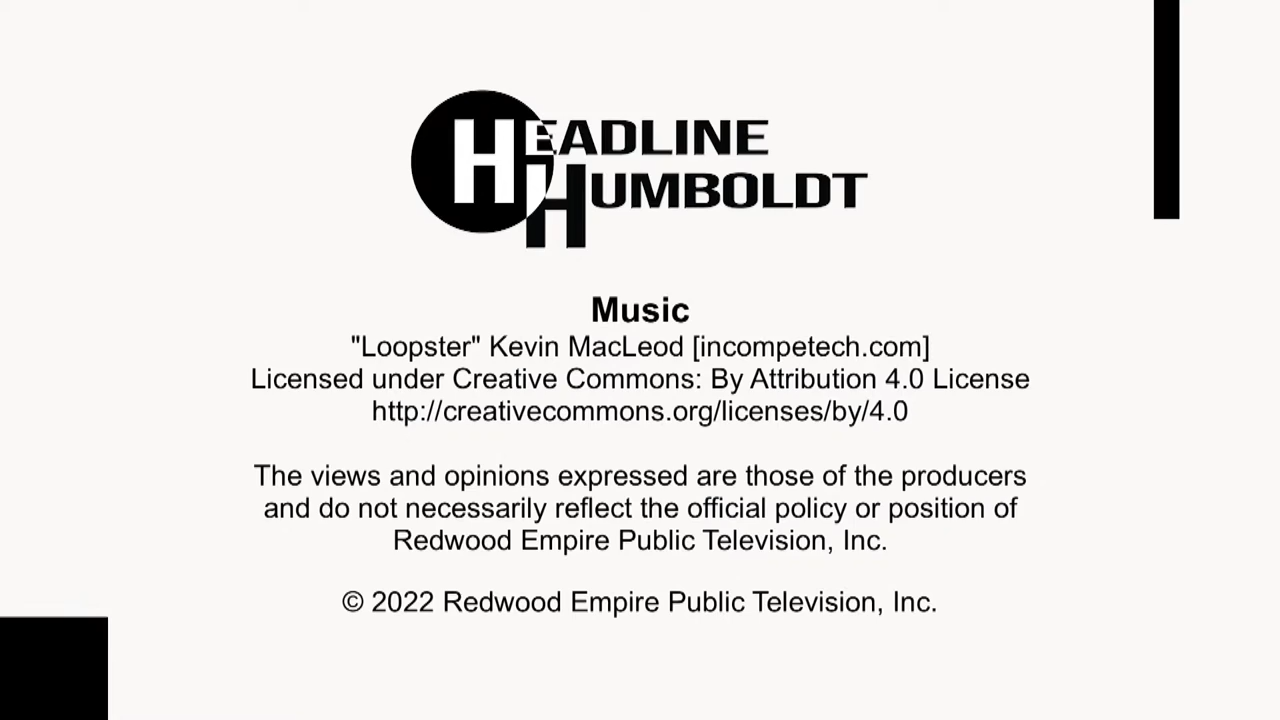 HEADLINE
HUMBOLDT
Music
"Loopster" Kevin MacLeod [incompetech.com]
Licensed under Creative Commons: By Attribution 4.0 License
http://creativecommons.org/licenses/by/4.0
The views and opinions expressed are those of the producers
and do not necessarily reflect the official policy or position of
Redwood Empire Public Television, Inc.
© 2022 Redwood Empire Public Television, Inc.